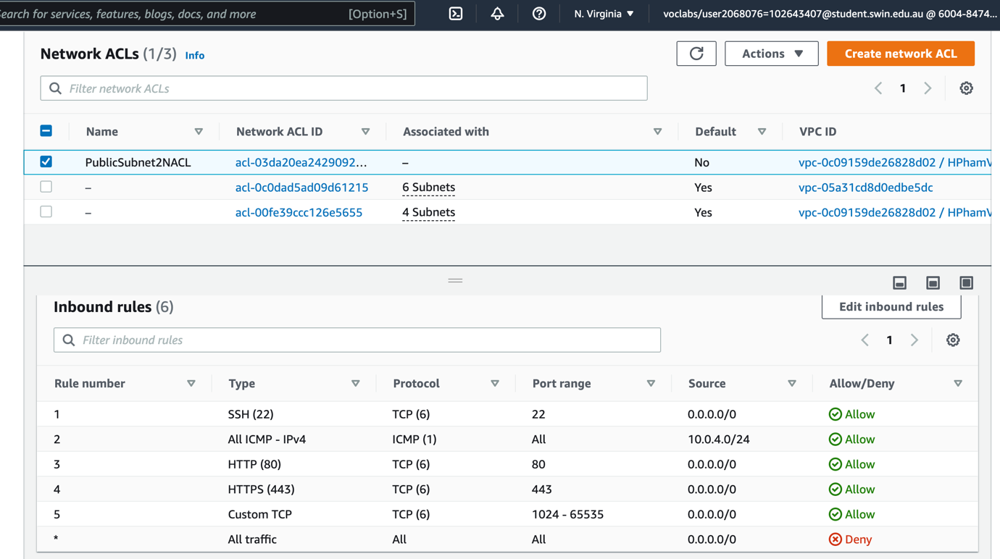 Search for services, features, blogs, docs, and more [Option+S] N. Virginia ▼ voclabs/user2068076=102643407@student.swin.edu.au @ 6004-8474...
Network ACLs (1/3) Info
Actions ▼ Create network ACL
Filter network ACLs
1
Name Network ACL ID Associated with Default VPC ID
PublicSubnet2NACL acl-03da20ea2429092... – No vpc-0c09159de26828d02 / HPhamV
– acl-0c0dad5ad09d61215 6 Subnets Yes vpc-05a31cd8d0edbe5dc
– acl-00fe39ccc126e5655 4 Subnets Yes vpc-0c09159de26828d02 / HPhamV
Inbound rules (6) Edit inbound rules
Filter inbound rules
1
Rule number Type Protocol Port range Source Allow/Deny
1 SSH (22) TCP (6) 22 0.0.0.0/0 Allow
2 All ICMP - IPv4 ICMP (1) All 10.0.4.0/24 Allow
3 HTTP (80) TCP (6) 80 0.0.0.0/0 Allow
4 HTTPS (443) TCP (6) 443 0.0.0.0/0 Allow
5 Custom TCP TCP (6) 1024 - 65535 0.0.0.0/0 Allow
* All traffic All All 0.0.0.0/0 Deny